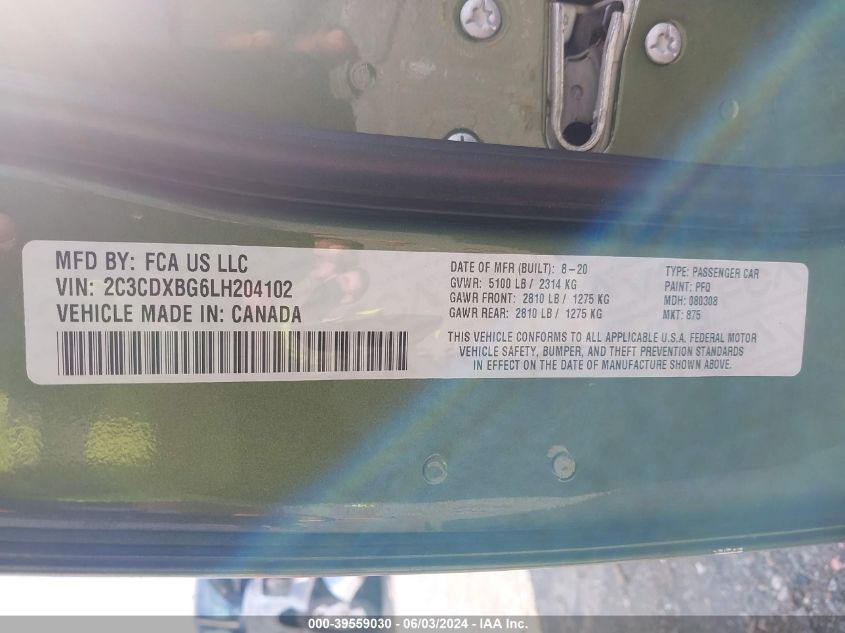 MFD BY: FCA US LLC
VIN: 2C3CDXBG6LH204102
VEHICLE MADE IN: CANADA
DATE OF MFR (BUILT): 8-20
GVWR: 5100 LB / 2314 KG
GAWR FRONT: 2810 LB / 1275 KG
GAWR REAR: 2810 LB / 1275 KG
TYPE: PASSENGER CAR
PAINT: PFQ
MDH: 080308
MKT: 875
THIS VEHICLE CONFORMS TO ALL APPLICABLE U.S.A. FEDERAL MOTOR
VEHICLE SAFETY, BUMPER, AND THEFT PREVENTION STANDARDS
IN EFFECT ON THE DATE OF MANUFACTURE SHOWN ABOVE.
000-39559030 - 06/03/2024 - IAA Inc.